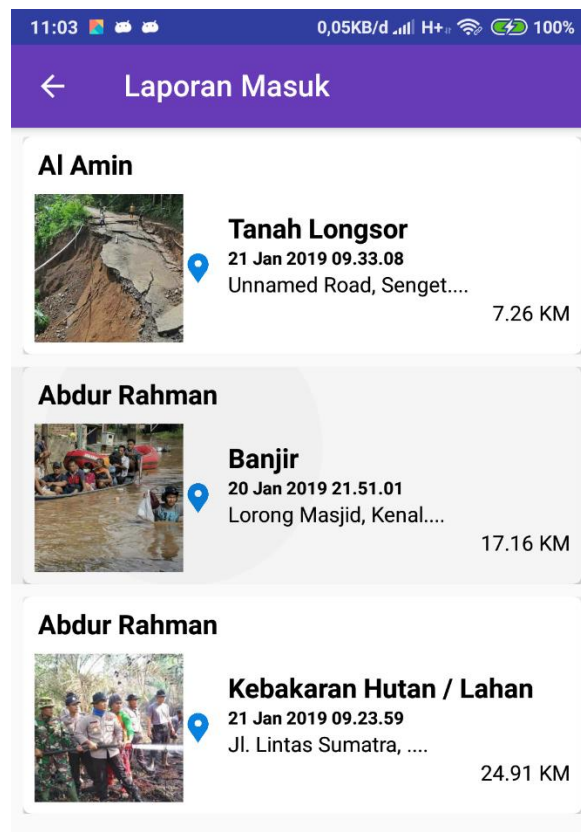 11:03 0,05KB/d H+ 100%
Laporan Masuk
Al Amin
Tanah Longsor
21 Jan 2019 09.33.08
Unnamed Road, Senget....
7.26 KM
Abdur Rahman
Banjir
20 Jan 2019 21.51.01
Lorong Masjid, Kenal....
17.16 KM
Abdur Rahman
Kebakaran Hutan / Lahan
21 Jan 2019 09.23.59
Jl. Lintas Sumatra, ....
24.91 KM